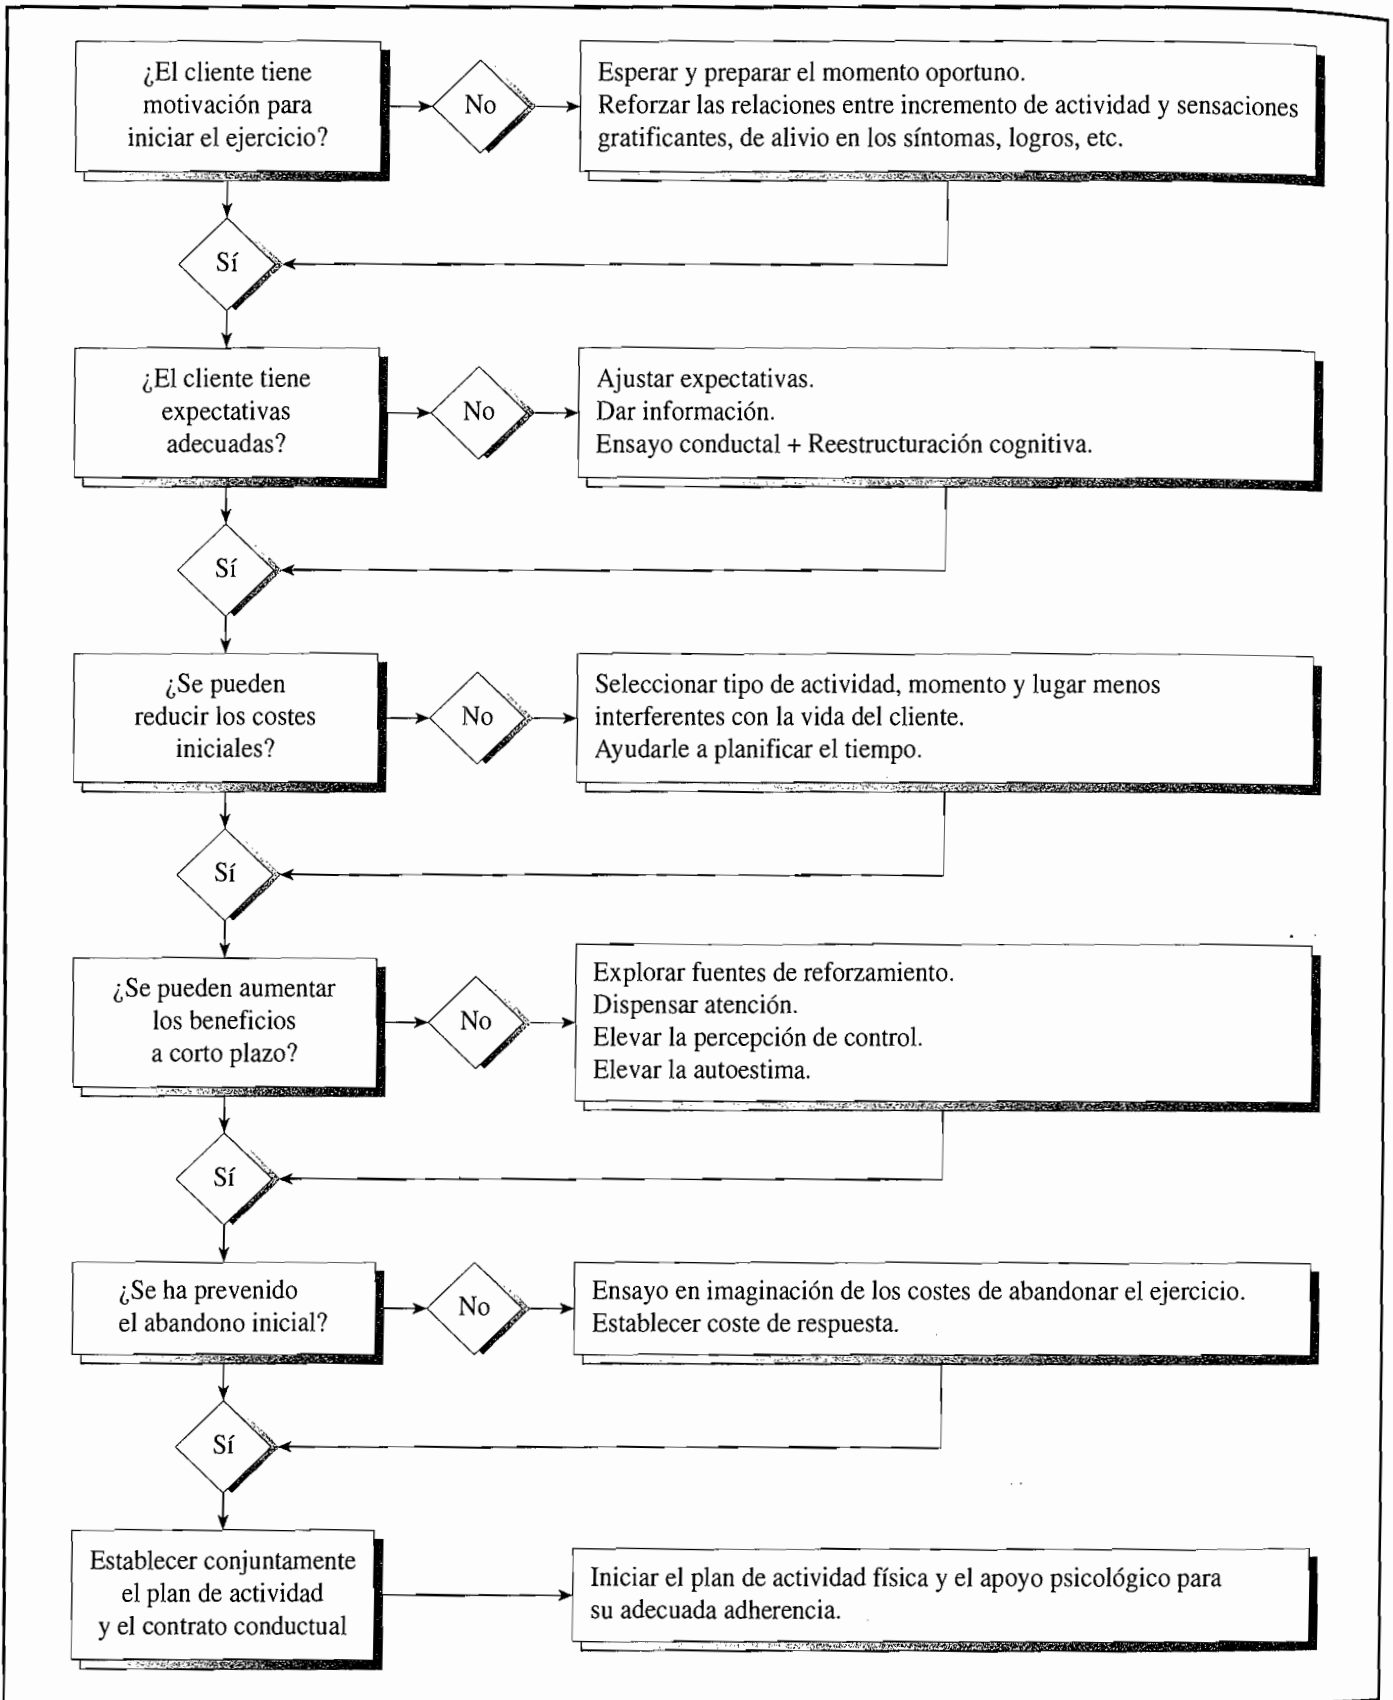 ¿El cliente tiene
motivación para
iniciar el ejercicio?
No
Esperar y preparar el momento oportuno.
Reforzar las relaciones entre incremento de actividad y sensaciones
gratificantes, de alivio en los síntomas, logros, etc.
Sí
¿El cliente tiene
expectativas
adecuadas?
No
Ajustar expectativas.
Dar información.
Ensayo conductal + Reestructuración cognitiva.
Sí
¿Se pueden
reducir los costes
iniciales?
No
Seleccionar tipo de actividad, momento y lugar menos
interferentes con la vida del cliente.
Ayudarle a planificar el tiempo.
Sí
¿Se pueden aumentar
los beneficios
a corto plazo?
No
Explorar fuentes de reforzamiento.
Dispensar atención.
Elevar la percepción de control.
Elevar la autoestima.
Sí
¿Se ha prevenido
el abandono inicial?
No
Ensayo en imaginación de los costes de abandonar el ejercicio.
Establecer coste de respuesta.
Sí
Establecer conjuntamente
el plan de actividad
y el contrato conductual
Iniciar el plan de actividad física y el apoyo psicológico para
su adecuada adherencia.